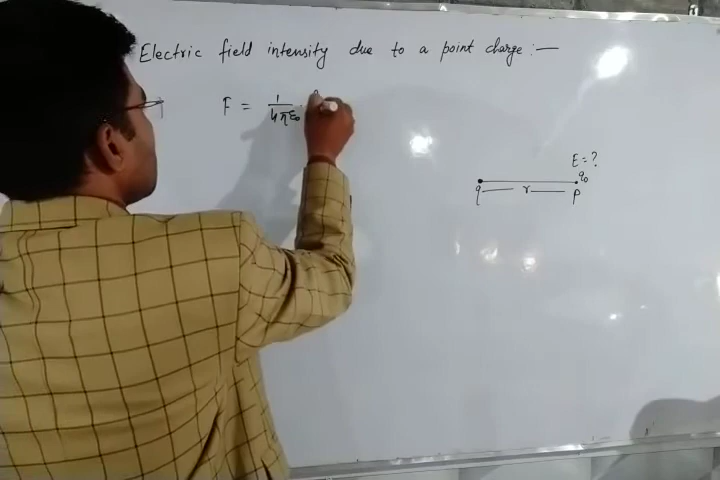 Electric field intensity due to a point charge :—
F = 1/4πε₀
E = ?
q₀
q — r — P